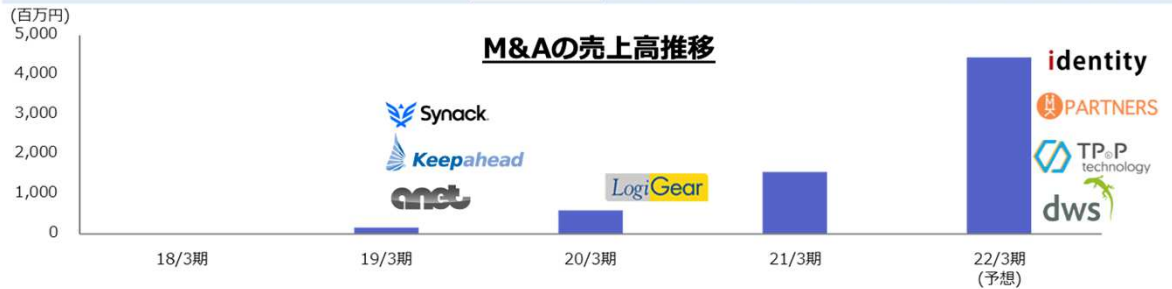 (百万円)
M&Aの売上高推移
5,000
4,000
3,000
2,000
1,000
0
Synack
Keepahead
anet
LogiGear
identity
PARTNERS
TP&P
technology
dws
18/3期
19/3期
20/3期
21/3期
22/3期
(予想)